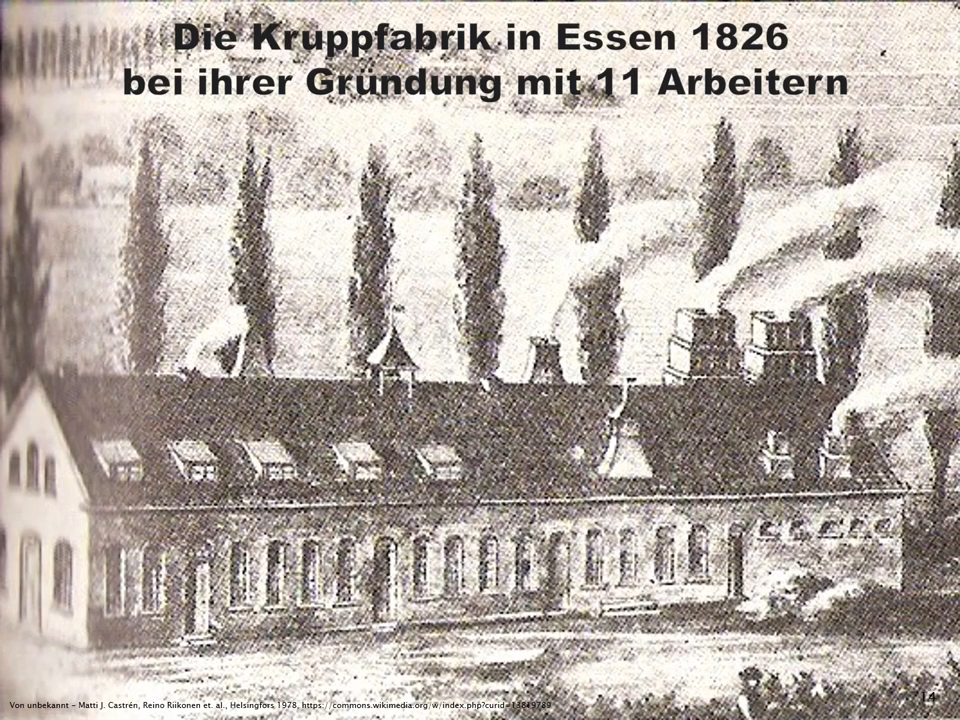 Die Kruppfabrik in Essen 1826
bei ihrer Gründung mit 11 Arbeitern
14
Von unbekannt - Matti J. Castrén, Reino Riikonen et. al., Helsingfors 1978, https://commons.wikimedia.org/w/index.php?curid=13849789